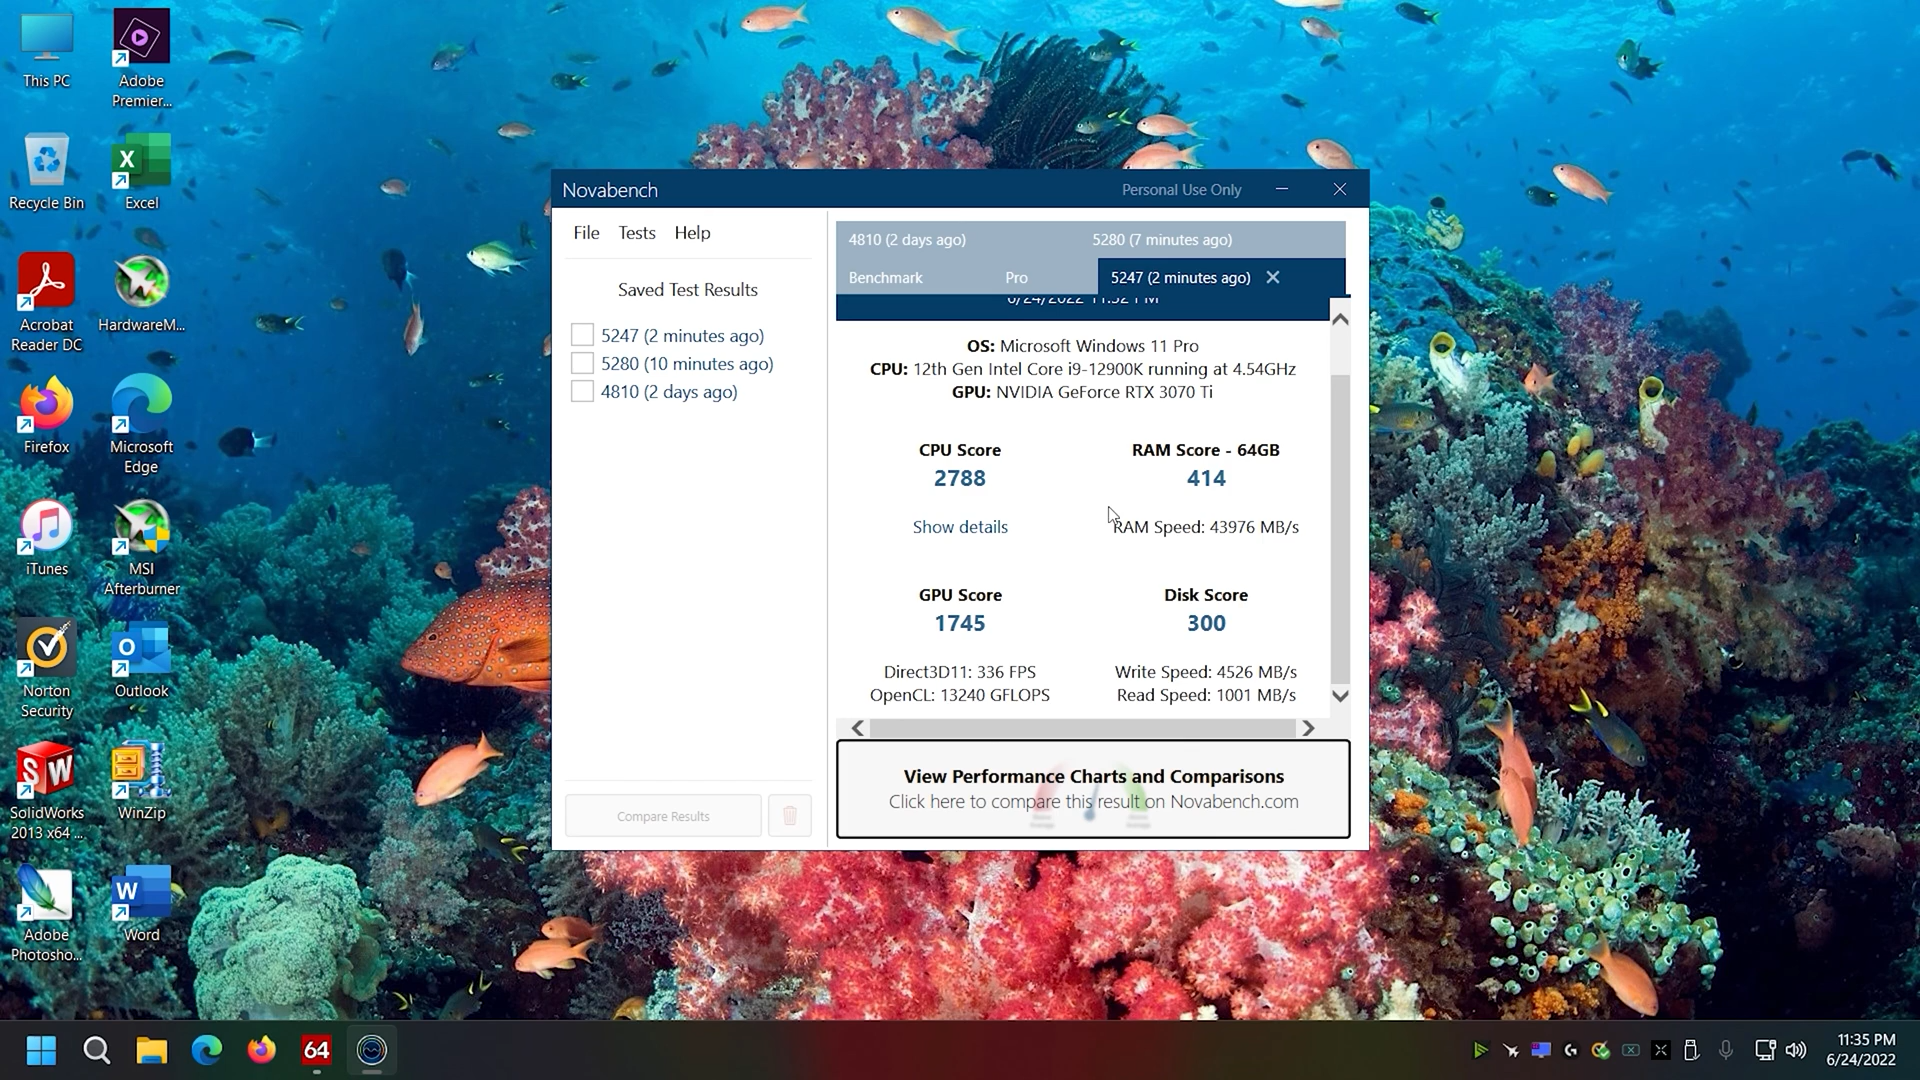 This PC
Adobe
Premier...
Recycle Bin
Excel
Acrobat
Reader DC
HardwareM...
Firefox
Microsoft
Edge
iTunes
MSI
Afterburner
Norton
Security
Outlook
SolidWorks
2013 x64 ...
WinZip
Adobe
Photosho...
Word
Novabench
Personal Use Only
File Tests Help
Saved Test Results
5247 (2 minutes ago)
5280 (10 minutes ago)
4810 (2 days ago)
Compare Results
4810 (2 days ago) 5280 (7 minutes ago)
Benchmark Pro 5247 (2 minutes ago)
6/24/2022 11:32 PM
OS: Microsoft Windows 11 Pro
CPU: 12th Gen Intel Core i9-12900K running at 4.54GHz
GPU: NVIDIA GeForce RTX 3070 Ti
CPU Score
2788
Show details
RAM Score - 64GB
414
RAM Speed: 43976 MB/s
GPU Score
1745
Direct3D11: 336 FPS
OpenCL: 13240 GFLOPS
Disk Score
300
Write Speed: 4526 MB/s
Read Speed: 1001 MB/s
View Performance Charts and Comparisons
Click here to compare this result on Novabench.com
64
11:35 PM
6/24/2022